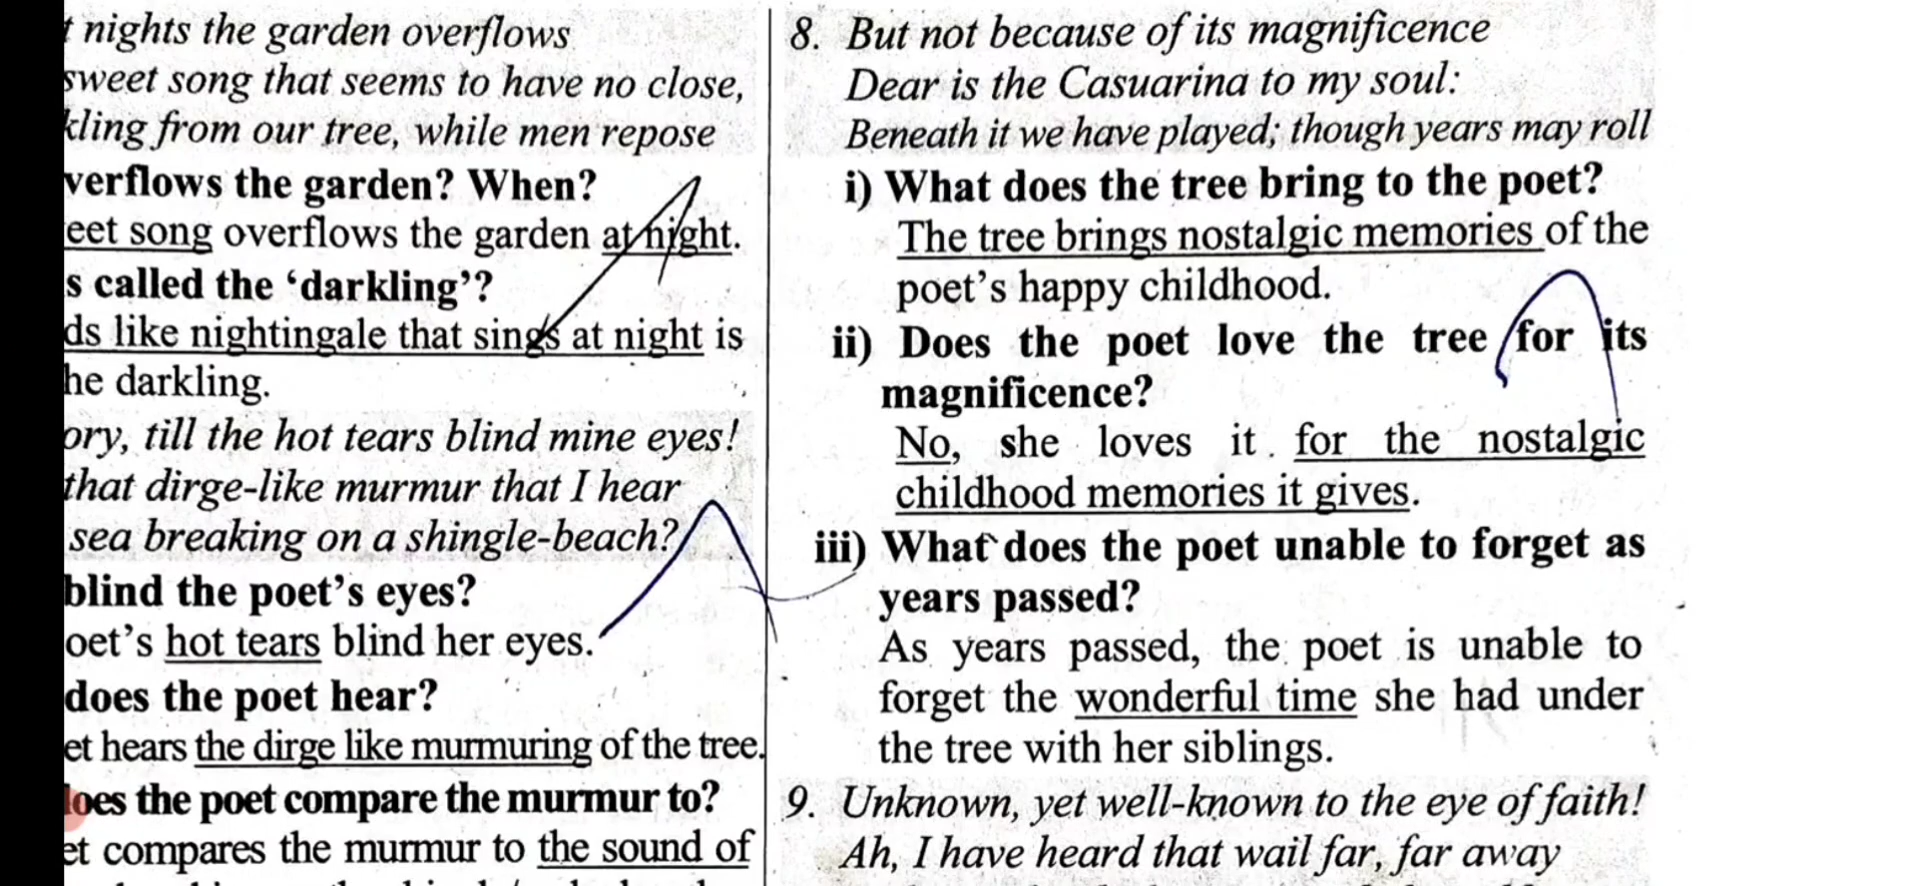 nights the garden overflows
sweet song that seems to have no close,
kling from our tree, while men repose
verflows the garden? When?
eet song overflows the garden at night.
s called the ‘darkling’?
ds like nightingale that sings at night is
he darkling.
ory, till the hot tears blind mine eyes!
that dirge-like murmur that I hear
sea breaking on a shingle-beach?
blind the poet’s eyes?
oet’s hot tears blind her eyes.
does the poet hear?
et hears the dirge like murmuring of the tree.
oes the poet compare the murmur to?
et compares the murmur to the sound of
8. But not because of its magnificence
Dear is the Casuarina to my soul:
Beneath it we have played; though years may roll
i) What does the tree bring to the poet?
The tree brings nostalgic memories of the
poet’s happy childhood.
ii) Does the poet love the tree for its
magnificence?
No, she loves it for the nostalgic
childhood memories it gives.
iii) What does the poet unable to forget as
years passed?
As years passed, the poet is unable to
forget the wonderful time she had under
the tree with her siblings.
9. Unknown, yet well-known to the eye of faith!
Ah, I have heard that wail far, far away